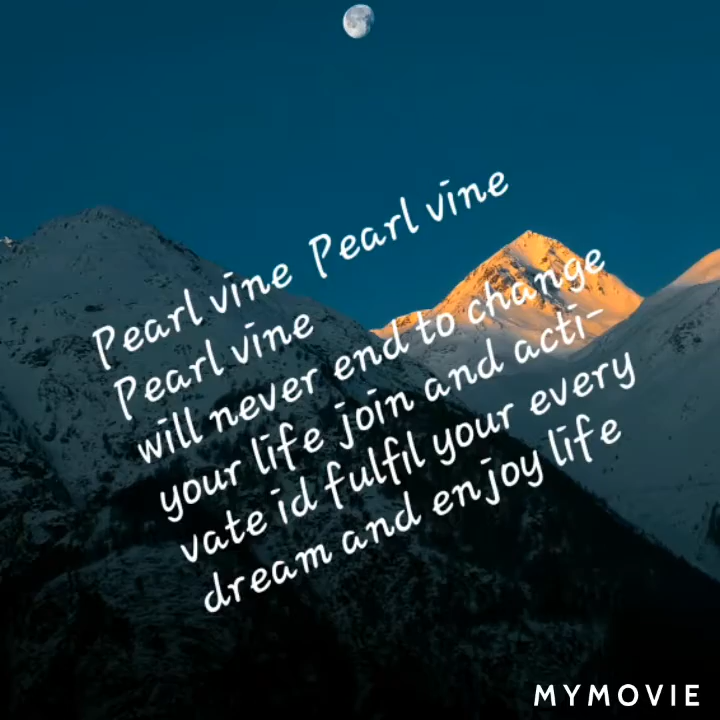 Pearl vine Pearl vine
Pearl vine
will never end to change
your life join and acti-
vate id fulfil your every
dream and enjoy life
MYMOVIE